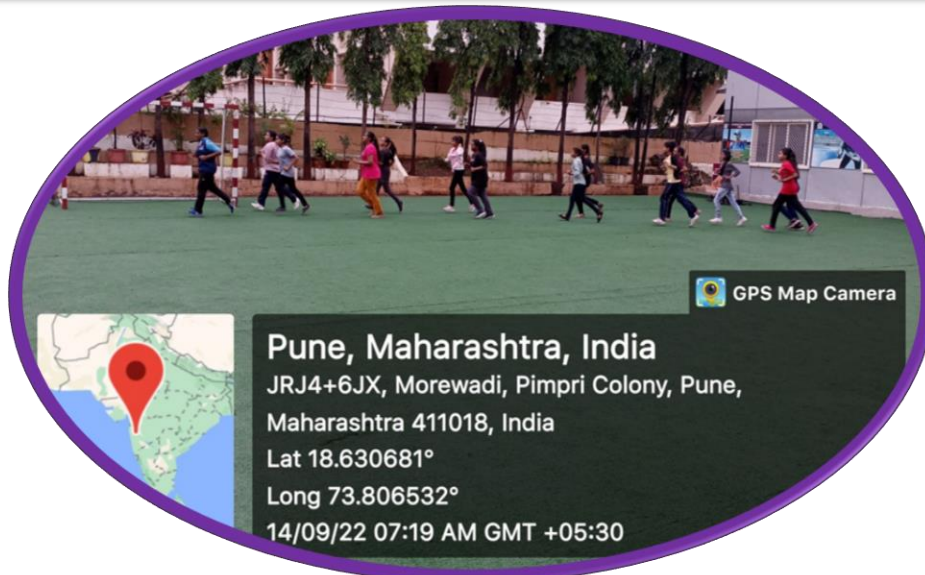 GPS Map Camera
Pune, Maharashtra, India
JRJ4+6JX, Morewadi, Pimpri Colony, Pune,
Maharashtra 411018, India
Lat 18.630681°
Long 73.806532°
14/09/22 07:19 AM GMT +05:30